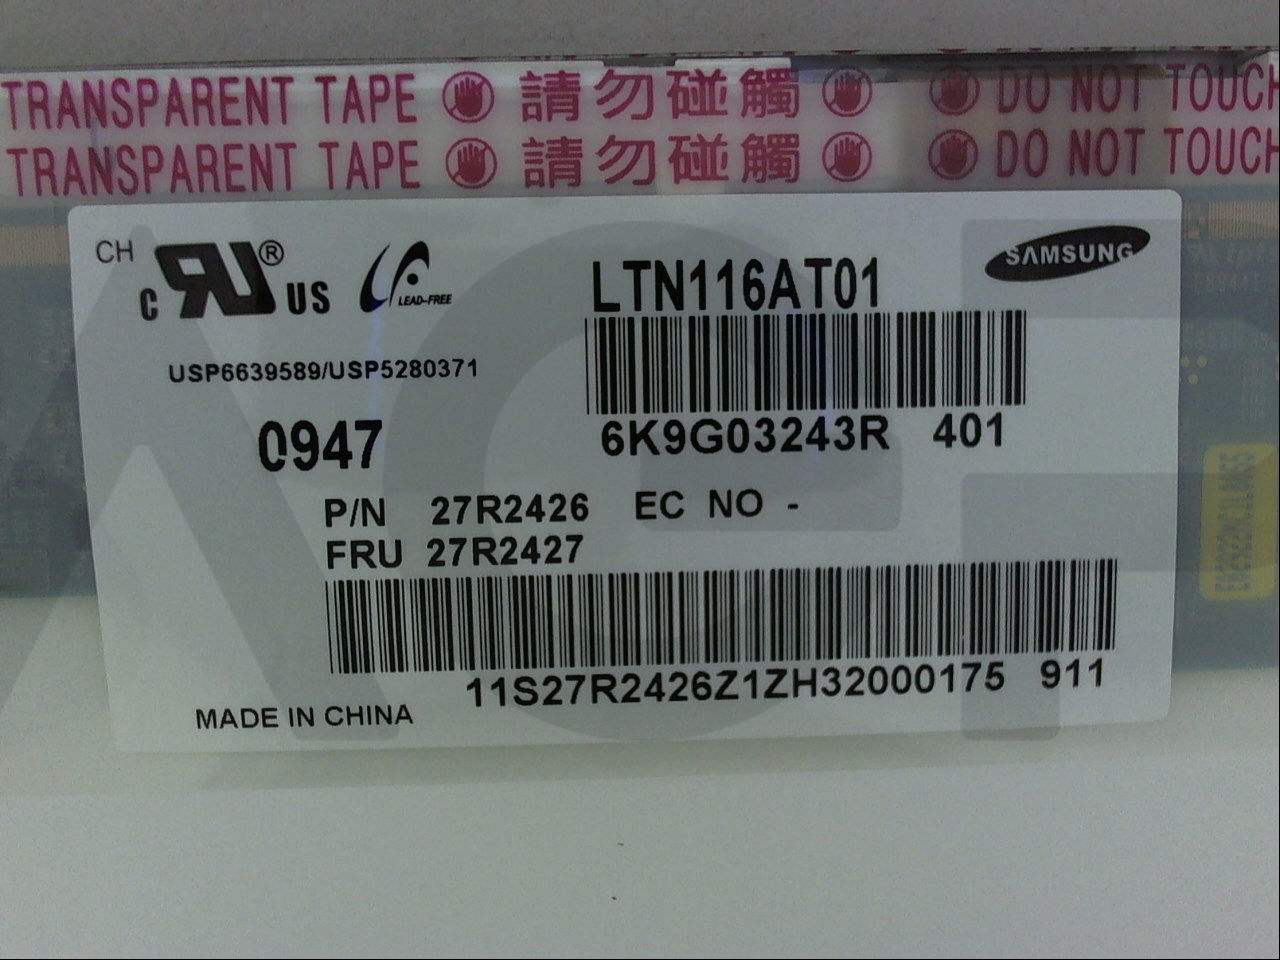 TRANSPARENT TAPE 請勿碰觸 DO NOT TOUCH
TRANSPARENT TAPE 請勿碰觸 DO NOT TOUCH
CH
C RU ® US
LEAD-FREE
LTN116AT01
SAMSUNG
USP6639589/USP5280371
0947
6K9G03243R 401
P/N 27R2426 EC NO -
FRU 27R2427
11S27R2426Z1ZH32000175 911
MADE IN CHINA